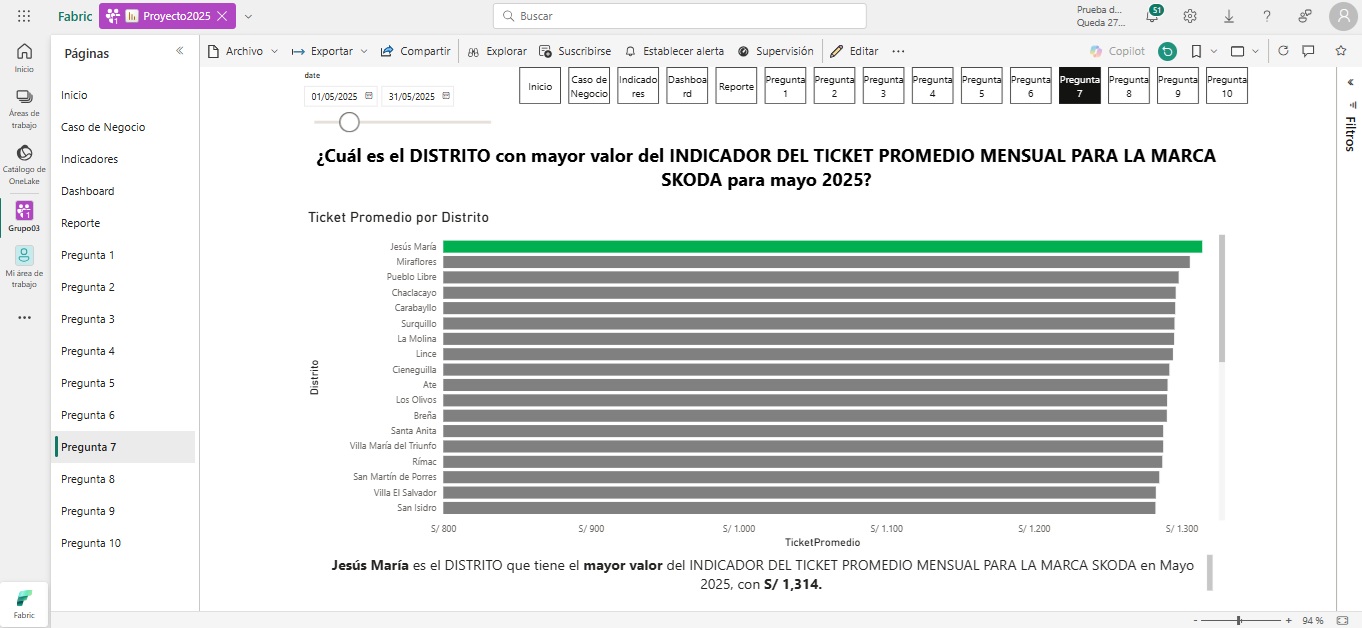 Fabric
Proyecto2025
Buscar
Prueba d...
Queda 27...
51
Inicio
Áreas de
trabajo
Catálogo de
OneLake
Grupo03
Mi área de
trabajo
Fabric
Páginas
Inicio
Caso de Negocio
Indicadores
Dashboard
Reporte
Pregunta 1
Pregunta 2
Pregunta 3
Pregunta 4
Pregunta 5
Pregunta 6
Pregunta 7
Pregunta 8
Pregunta 9
Pregunta 10
Archivo
Exportar
Compartir
Explorar
Suscribirse
Establecer alerta
Supervisión
Editar
Copilot
date
01/05/2025
31/05/2025
Inicio
Caso de
Negocio
Indicado
res
Dashboa
rd
Reporte
Pregunta
1
Pregunta
2
Pregunta
3
Pregunta
4
Pregunta
5
Pregunta
6
Pregunta
7
Pregunta
8
Pregunta
9
Pregunta
10
Filtros
¿Cuál es el DISTRITO con mayor valor del INDICADOR DEL TICKET PROMEDIO MENSUAL PARA LA MARCA
SKODA para mayo 2025?
Ticket Promedio por Distrito
Distrito
Jesús María
Miraflores
Pueblo Libre
Chaclacayo
Carabayllo
Surquillo
La Molina
Lince
Cieneguilla
Ate
Los Olivos
Breña
Santa Anita
Villa María del Triunfo
Rímac
San Martín de Porres
Villa El Salvador
San Isidro
S/ 800
S/ 900
S/ 1.000
S/ 1.100
S/ 1.200
S/ 1.300
TicketPromedio
Jesús María es el DISTRITO que tiene el mayor valor del INDICADOR DEL TICKET PROMEDIO MENSUAL PARA LA MARCA SKODA en Mayo
2025, con S/ 1,314.
94 %